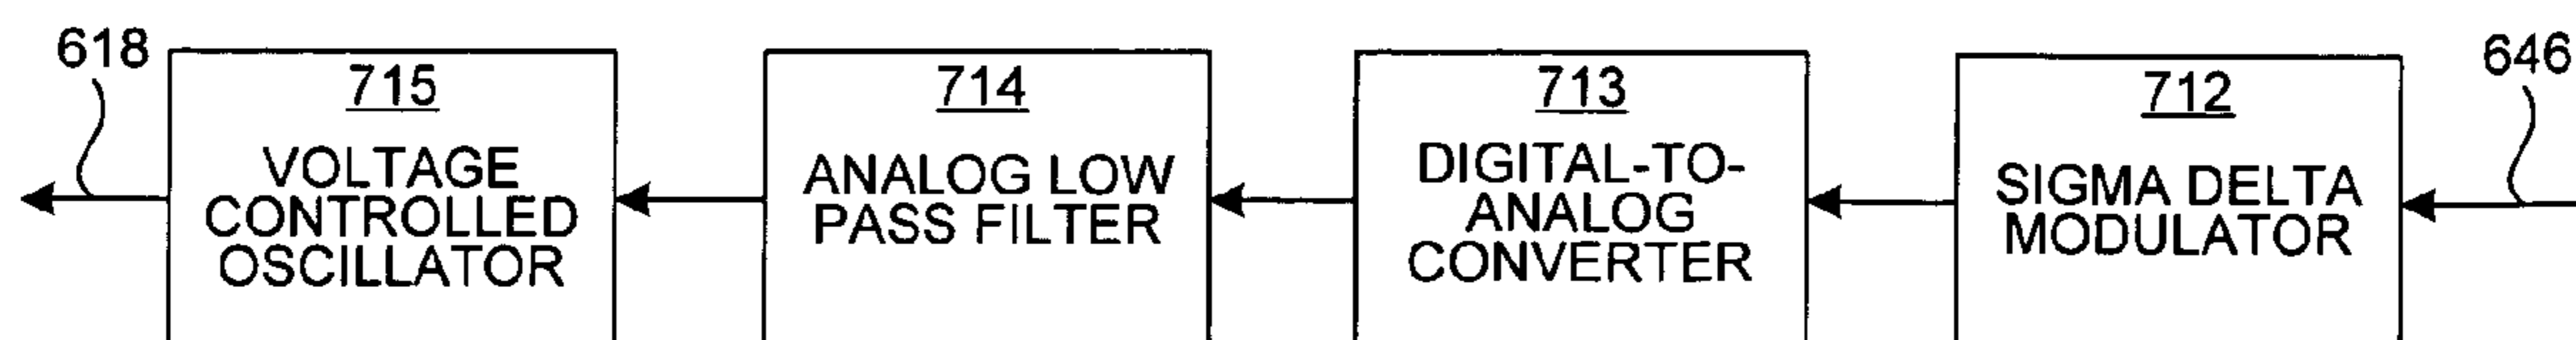 618
715
VOLTAGE
CONTROLLED
OSCILLATOR
714
ANALOG LOW
PASS FILTER
713
DIGITAL-TO-
ANALOG
CONVERTER
712
SIGMA DELTA
MODULATOR
646